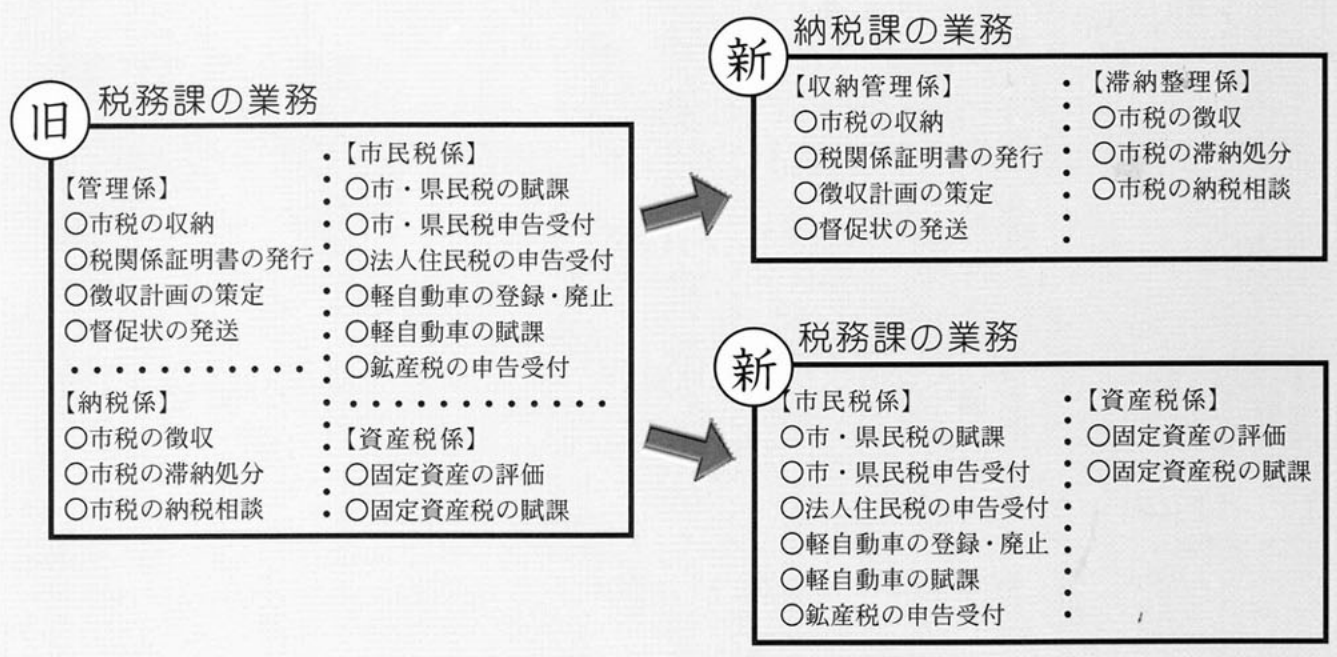 旧
税務課の業務
【管理係】
○市税の収納
○税関係証明書の発行
○徴収計画の策定
○督促状の発送
【納税係】
○市税の徴収
○市税の滞納処分
○市税の納税相談
【市民税係】
○市・県民税の賦課
○市・県民税申告受付
○法人住民税の申告受付
○軽自動車の登録・廃止
○軽自動車の賦課
○鉱産税の申告受付
【資産税係】
○固定資産の評価
○固定資産税の賦課
新
納税課の業務
【収納管理係】
○市税の収納
○税関係証明書の発行
○徴収計画の策定
○督促状の発送
【滞納整理係】
○市税の徴収
○市税の滞納処分
○市税の納税相談
新
税務課の業務
【市民税係】
○市・県民税の賦課
○市・県民税申告受付
○法人住民税の申告受付
○軽自動車の登録・廃止
○軽自動車の賦課
○鉱産税の申告受付
【資産税係】
○固定資産の評価
○固定資産税の賦課